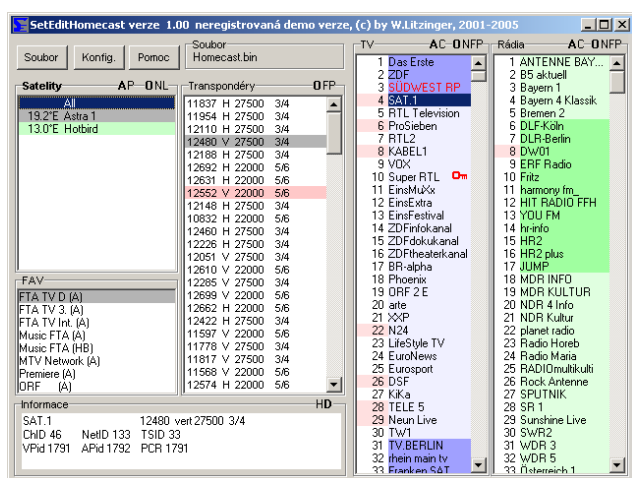 SetEditHomecast verze 1.00 neregistrovaná demo verze, (c) by W.Litzinger, 2001-2005
Soubor
Konfig.
Pomoc
Soubor
Homecast.bin
Satelity AP ONL
All
19.2°E Astra 1
13.0°E Hotbird
FAV
FTA TV D (A)
FTA TV 3. (A)
FTA TV Int. (A)
Music FTA (A)
Music FTA (HB)
MTV Network (A)
Premiere (A)
ORF (A)
Transpondéry OFP
11837 H 27500 3/4
11954 H 27500 3/4
12110 H 27500 3/4
12480 V 27500 3/4
12188 H 27500 3/4
12692 H 22000 5/6
12631 H 22000 5/6
12552 V 22000 5/6
12148 H 27500 3/4
10832 H 22000 5/6
12460 H 27500 3/4
12226 H 27500 3/4
12051 V 27500 3/4
12610 V 22000 5/6
12285 V 27500 3/4
12699 V 22000 5/6
12662 H 22000 5/6
12422 H 27500 3/4
11597 V 22000 5/6
11778 V 27500 3/4
11817 V 27500 3/4
11568 V 22000 5/6
12574 H 22000 5/6
Informace HD
SAT.1 12480 vert 27500 3/4
ChID 46 NetID 133 TSID 33
VPid 1791 APid 1792 PCR 1791
TV AC ONFP
1 Das Erste
2 ZDF
3 SÜDWEST RP
4 SAT.1
5 RTL Television
6 ProSieben
7 RTL2
8 KABEL1
9 VOX
10 Super RTL
11 EinsMuXx
12 EinsExtra
13 EinsFestival
14 ZDFinfokanal
15 ZDFdokukanal
16 ZDFtheaterkanal
17 BR-alpha
18 Phoenix
19 ORF 2 E
20 arte
21 XXP
22 N24
23 LifeStyle TV
24 EuroNews
25 Eurosport
26 DSF
27 KiKa
28 TELE 5
29 Neun Live
30 TW1
31 TV.BERLIN
32 rhein main tv
33 Franken SAT
Rádia AC ONFP
1 ANTENNE BAY...
2 B5 aktuell
3 Bayern 1
4 Bayern 4 Klassik
5 Bremen 2
6 DLF-Köln
7 DLR-Berlin
8 DW01
9 ERF Radio
10 Fritz
11 harmony fm_
12 HIT RADIO FFH
13 YOU FM
14 hr-info
15 HR2
16 HR2 plus
17 JUMP
18 MDR INFO
19 MDR KULTUR
20 NDR 4 Info
21 NDR Kultur
22 planet radio
23 Radio Horeb
24 Radio Maria
25 RADIOmultikulti
26 Rock Antenne
27 SPUTNIK
28 SR 1
29 Sunshine Live
30 SWR2
31 WDR 3
32 WDR 5
33 Österreich 1